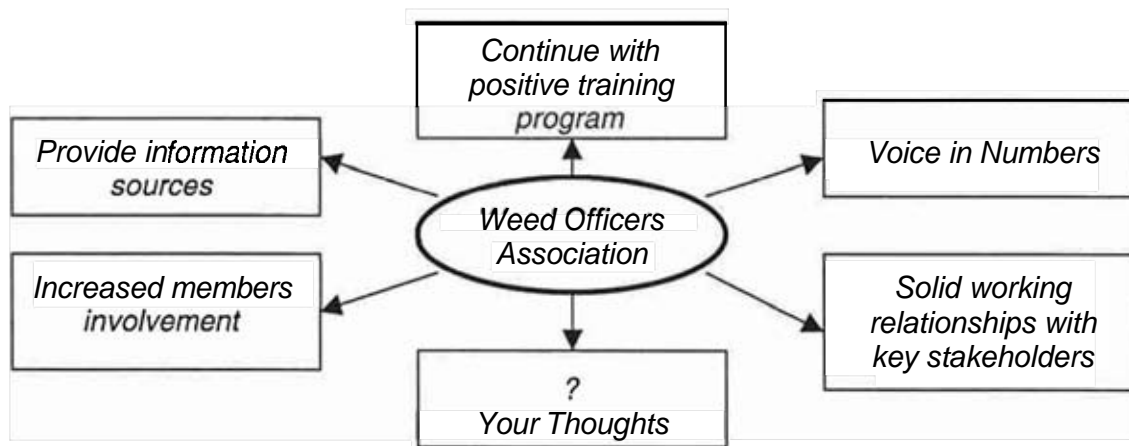 Continue with
positive training
program
Provide information
sources
Voice in Numbers
Weed Officers
Association
Increased members
involvement
Solid working
relationships with
key stakeholders
?
Your Thoughts